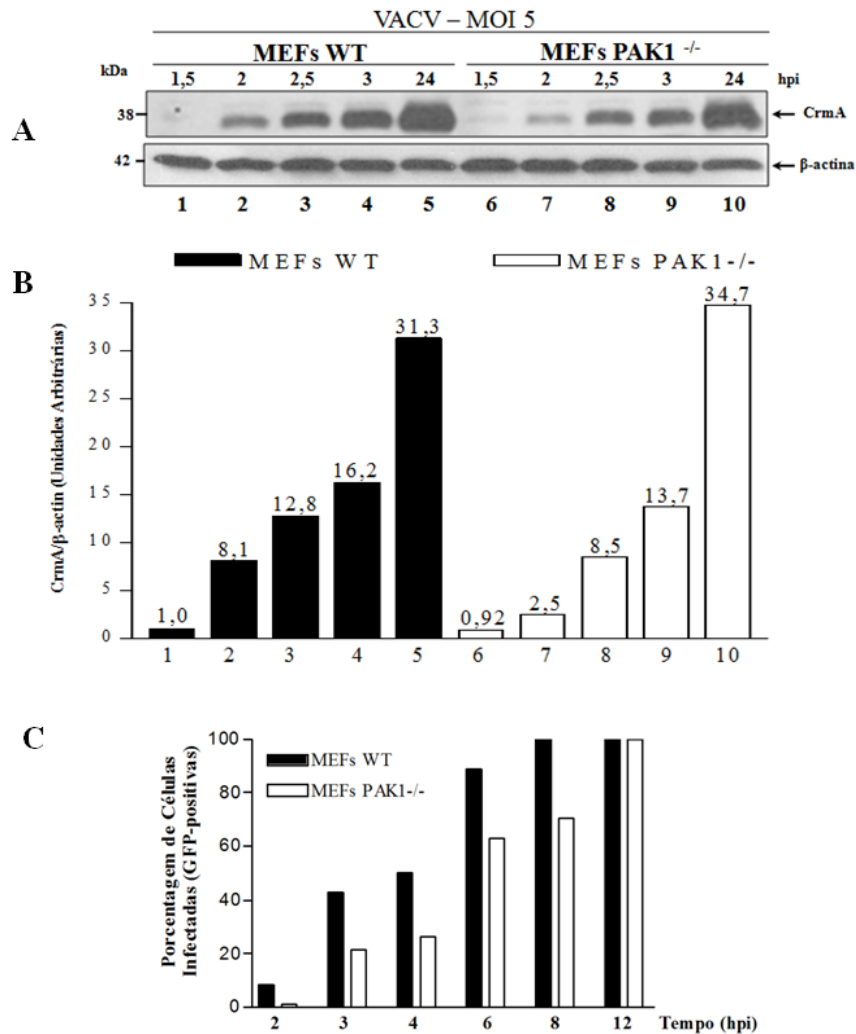 VACV – MOI 5
MEFs WT MEFs PAK1 -/-
kDa 1,5 2 2,5 3 24 1,5 2 2,5 3 24 hpi
A
38 CrmA
42 β-actina
1 2 3 4 5 6 7 8 9 10
B
MEFs WT MEFs PAK1-/-
CrmA/β-actin (Unidades Arbitrárias)
35
30
25
20
15
10
5
0
1,0 8,1 12,8 16,2 31,3 0,92 2,5 8,5 13,7 34,7
1 2 3 4 5 6 7 8 9 10
C
Porcentagem de Células
Infectadas (GFP-positivas)
100
80
60
40
20
0
MEFs WT
MEFs PAK1-/-
2 3 4 6 8 12 Tempo (hpi)